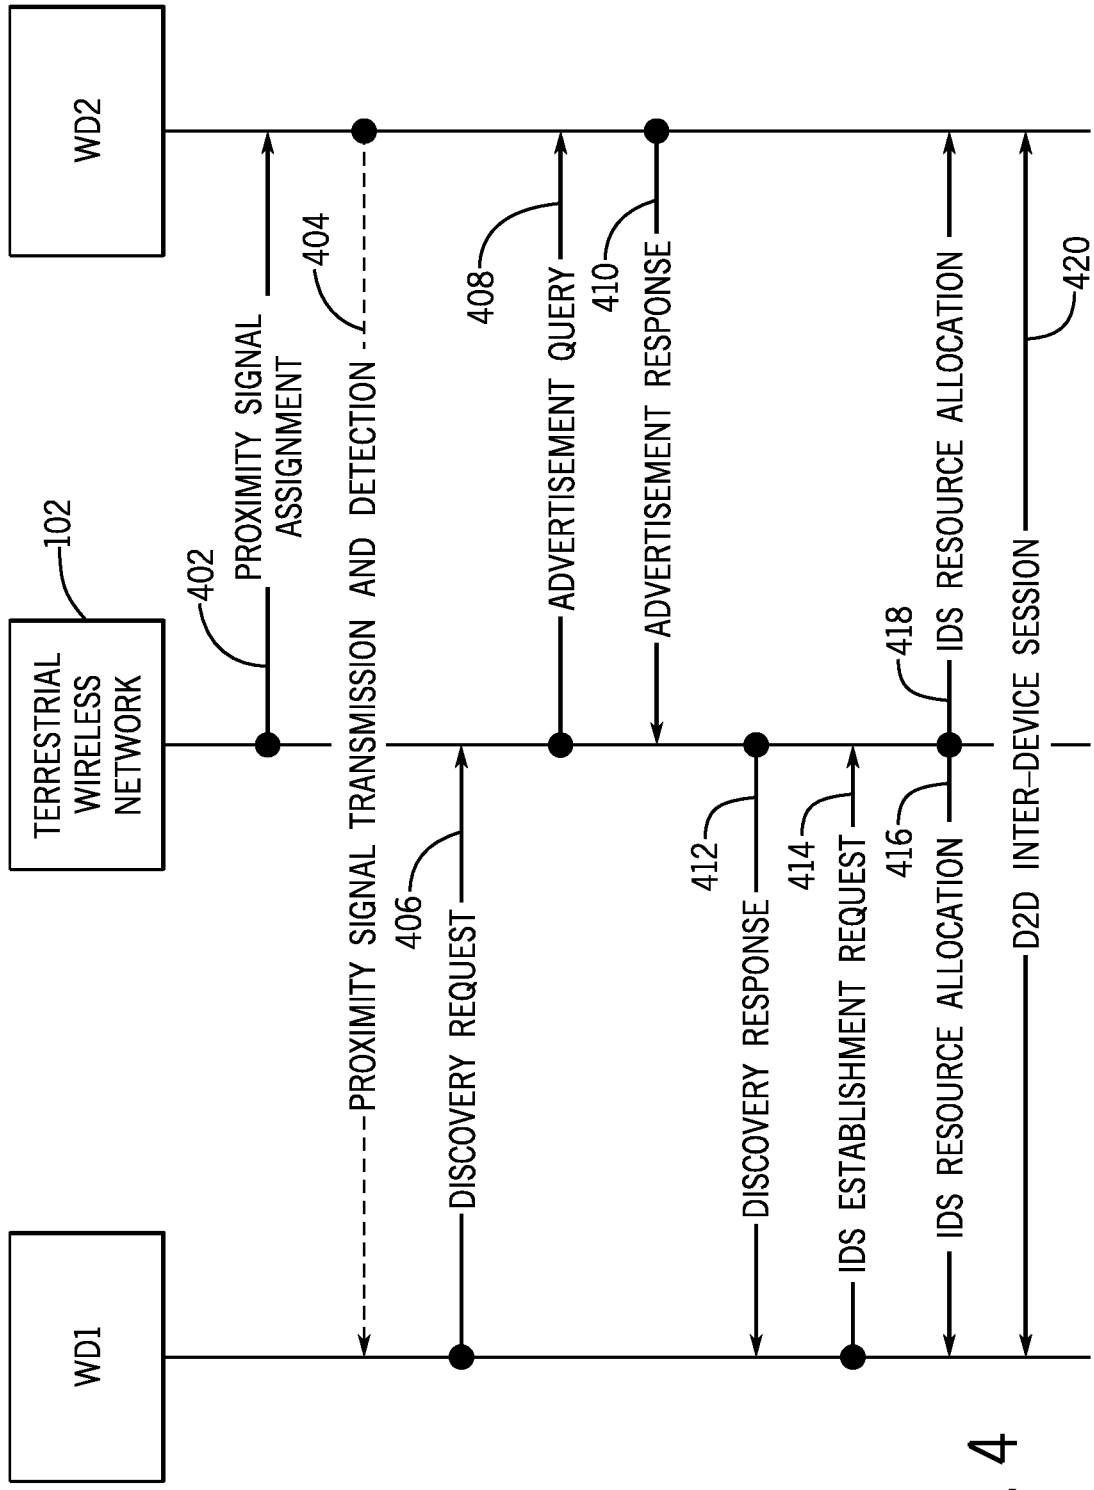 WD1
TERRESTRIAL
WIRELESS
NETWORK
102
WD2
402
PROXIMITY SIGNAL
ASSIGNMENT
404
PROXIMITY SIGNAL TRANSMISSION AND DETECTION
406
DISCOVERY REQUEST
408
ADVERTISEMENT QUERY
410
ADVERTISEMENT RESPONSE
412
DISCOVERY RESPONSE
414
IDS ESTABLISHMENT REQUEST
416
418
IDS RESOURCE ALLOCATION
IDS RESOURCE ALLOCATION
D2D INTER-DEVICE SESSION
420
4